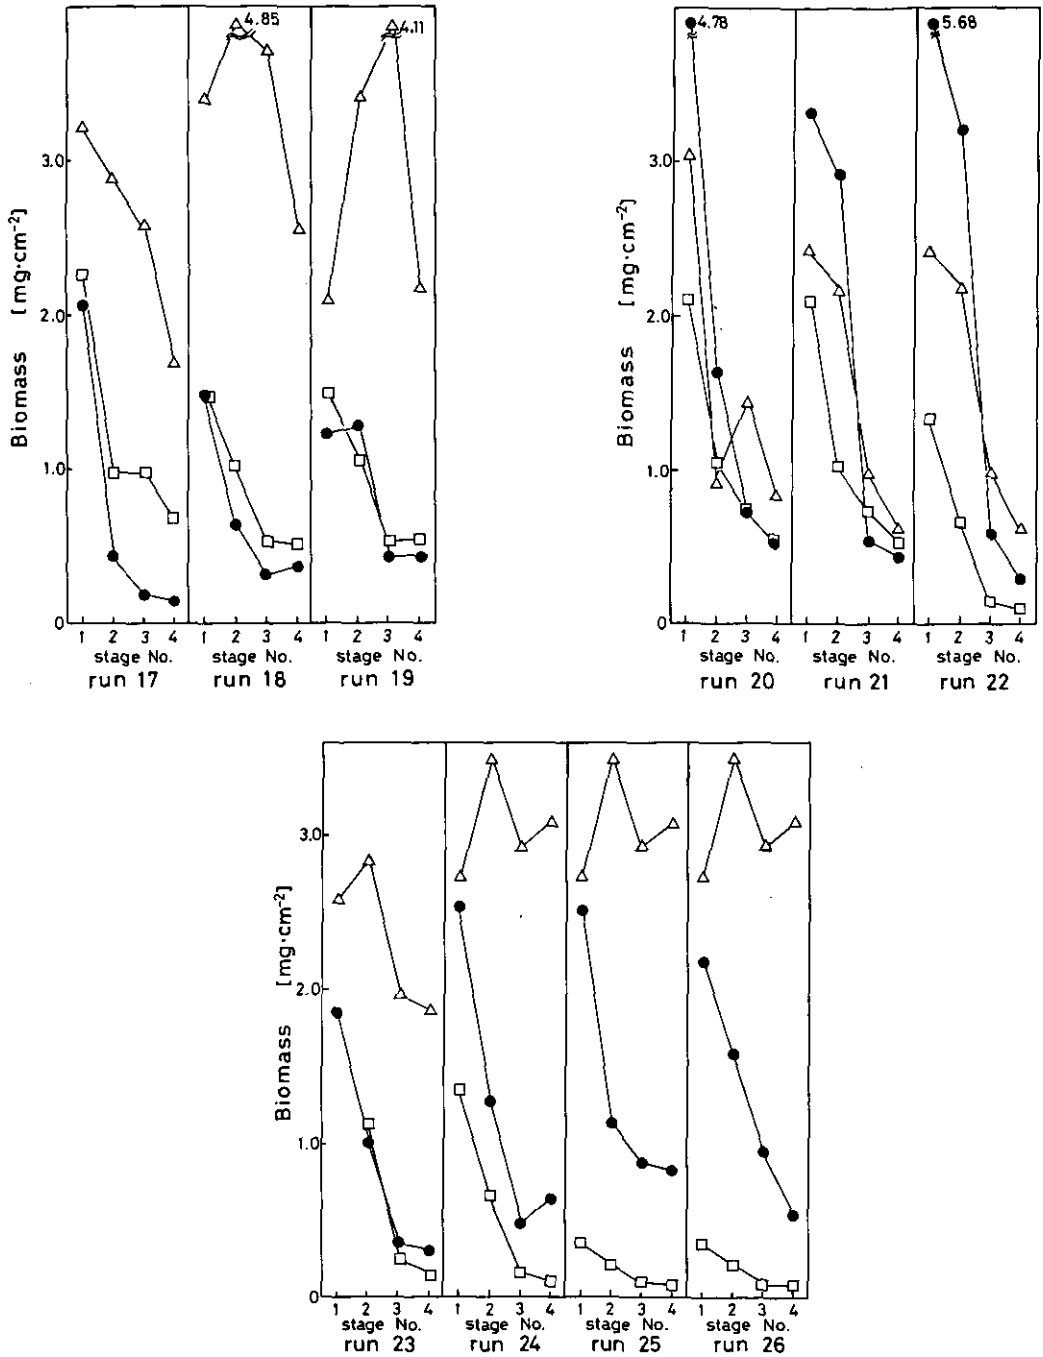 4.85
4.11
3.0
2.0
1.0
0
Biomass [mg·cm⁻²]
1 2 3 4 1 2 3 4 1 2 3 4
stage No. stage No. stage No.
run 17 run 18 run 19
4.78
5.68
3.0
2.0
1.0
0
Biomass [mg·cm⁻²]
1 2 3 4 1 2 3 4 1 2 3 4
stage No. stage No. stage No.
run 20 run 21 run 22
3.0
2.0
1.0
0
Biomass [mg·cm⁻²]
1 2 3 4 1 2 3 4 1 2 3 4 1 2 3 4
stage No. stage No. stage No. stage No.
run 23 run 24 run 25 run 26